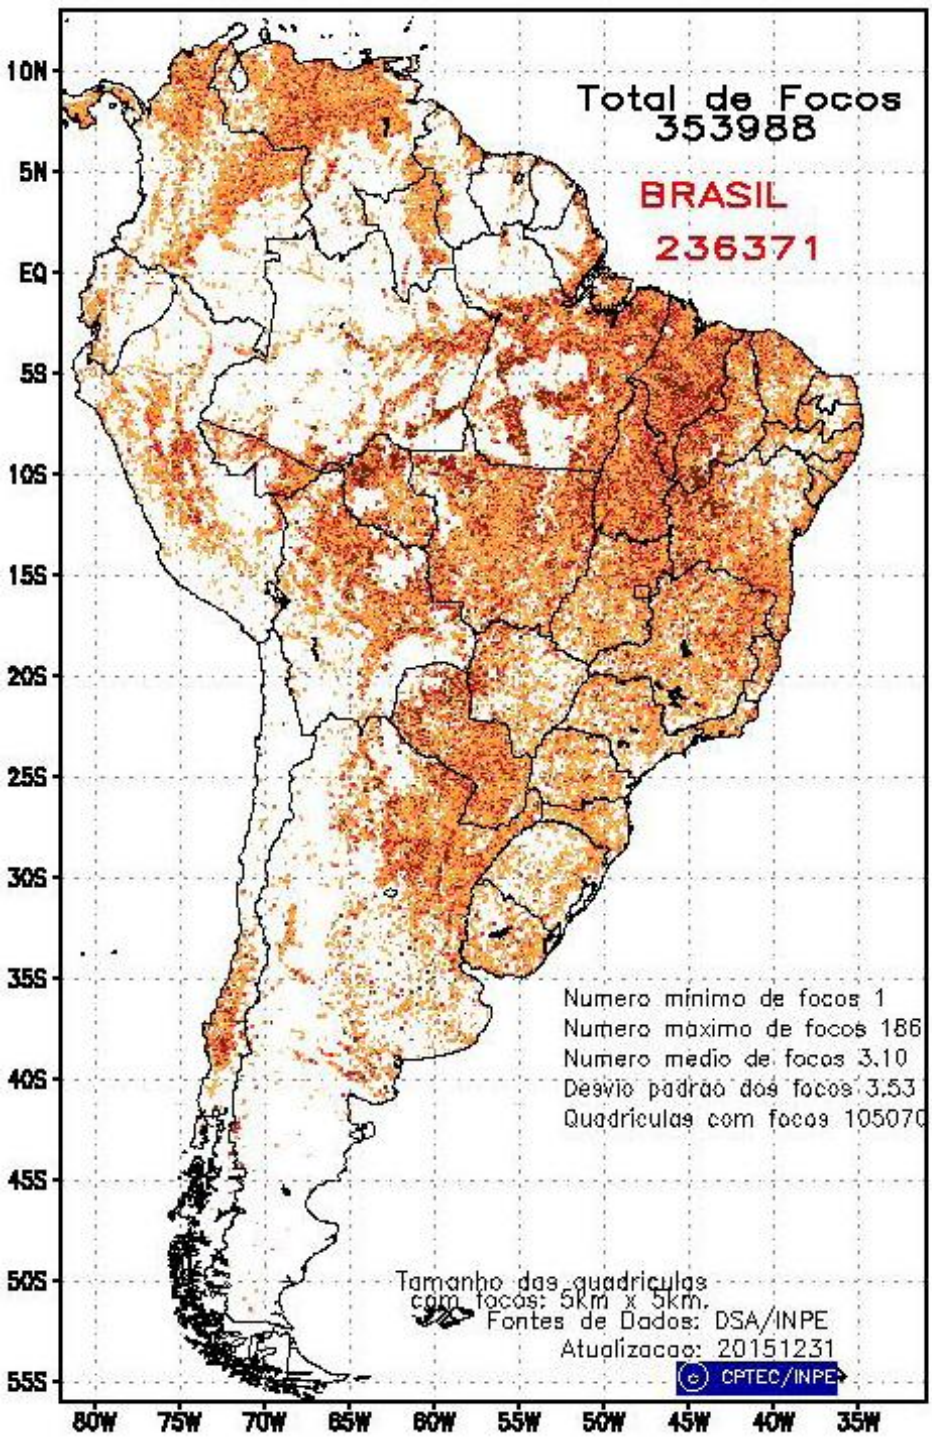 Total de Focos
353988
BRASIL
236371
10N
5N
EQ
5S
10S
15S
20S
25S
30S
35S
40S
45S
50S
55S
Numero mínimo de focos 1
Numero máximo de focos 186
Numero médio de focos 3.10
Desvio padrao dos focos 3.53
Quadrículas com focos 105070
Tamanho das quadriculas
com focos: 5km x 5km.
Fontes de Dados: DSA/INPE
Atualizacao: 20151231
© CPTEC/INPE
80W 75W 70W 65W 60W 55W 50W 45W 40W 35W